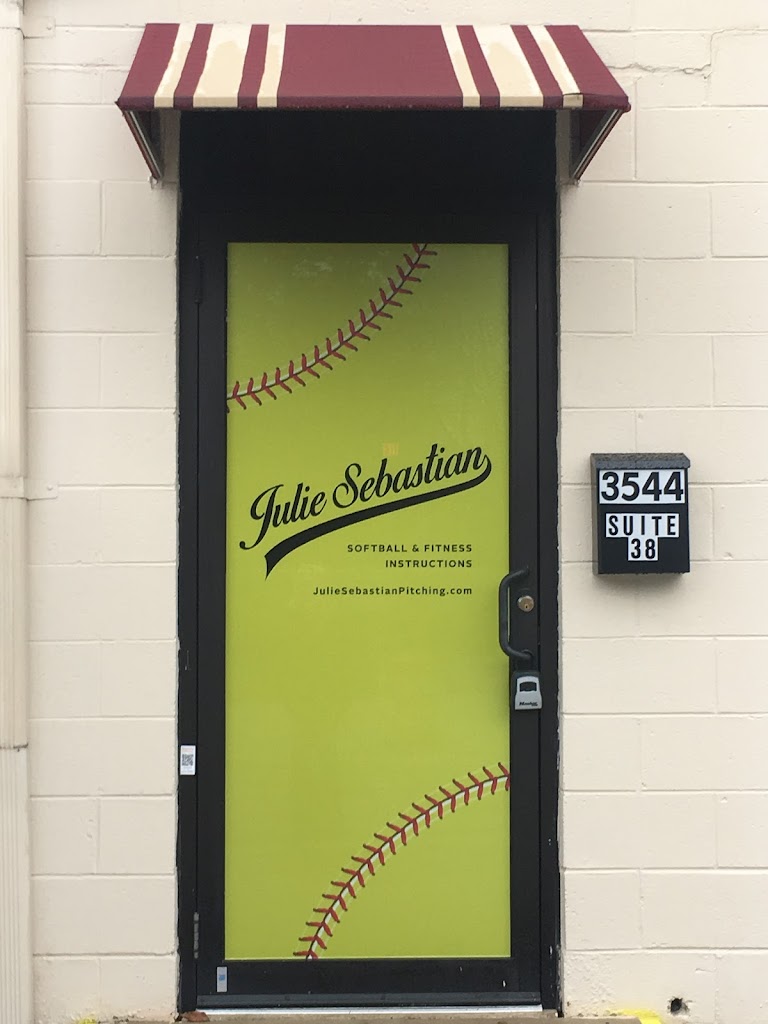 Julie Sebastian
SOFTBALL & FITNESS
INSTRUCTIONS
JulieSebastianPitching.com
3544
SUITE
38